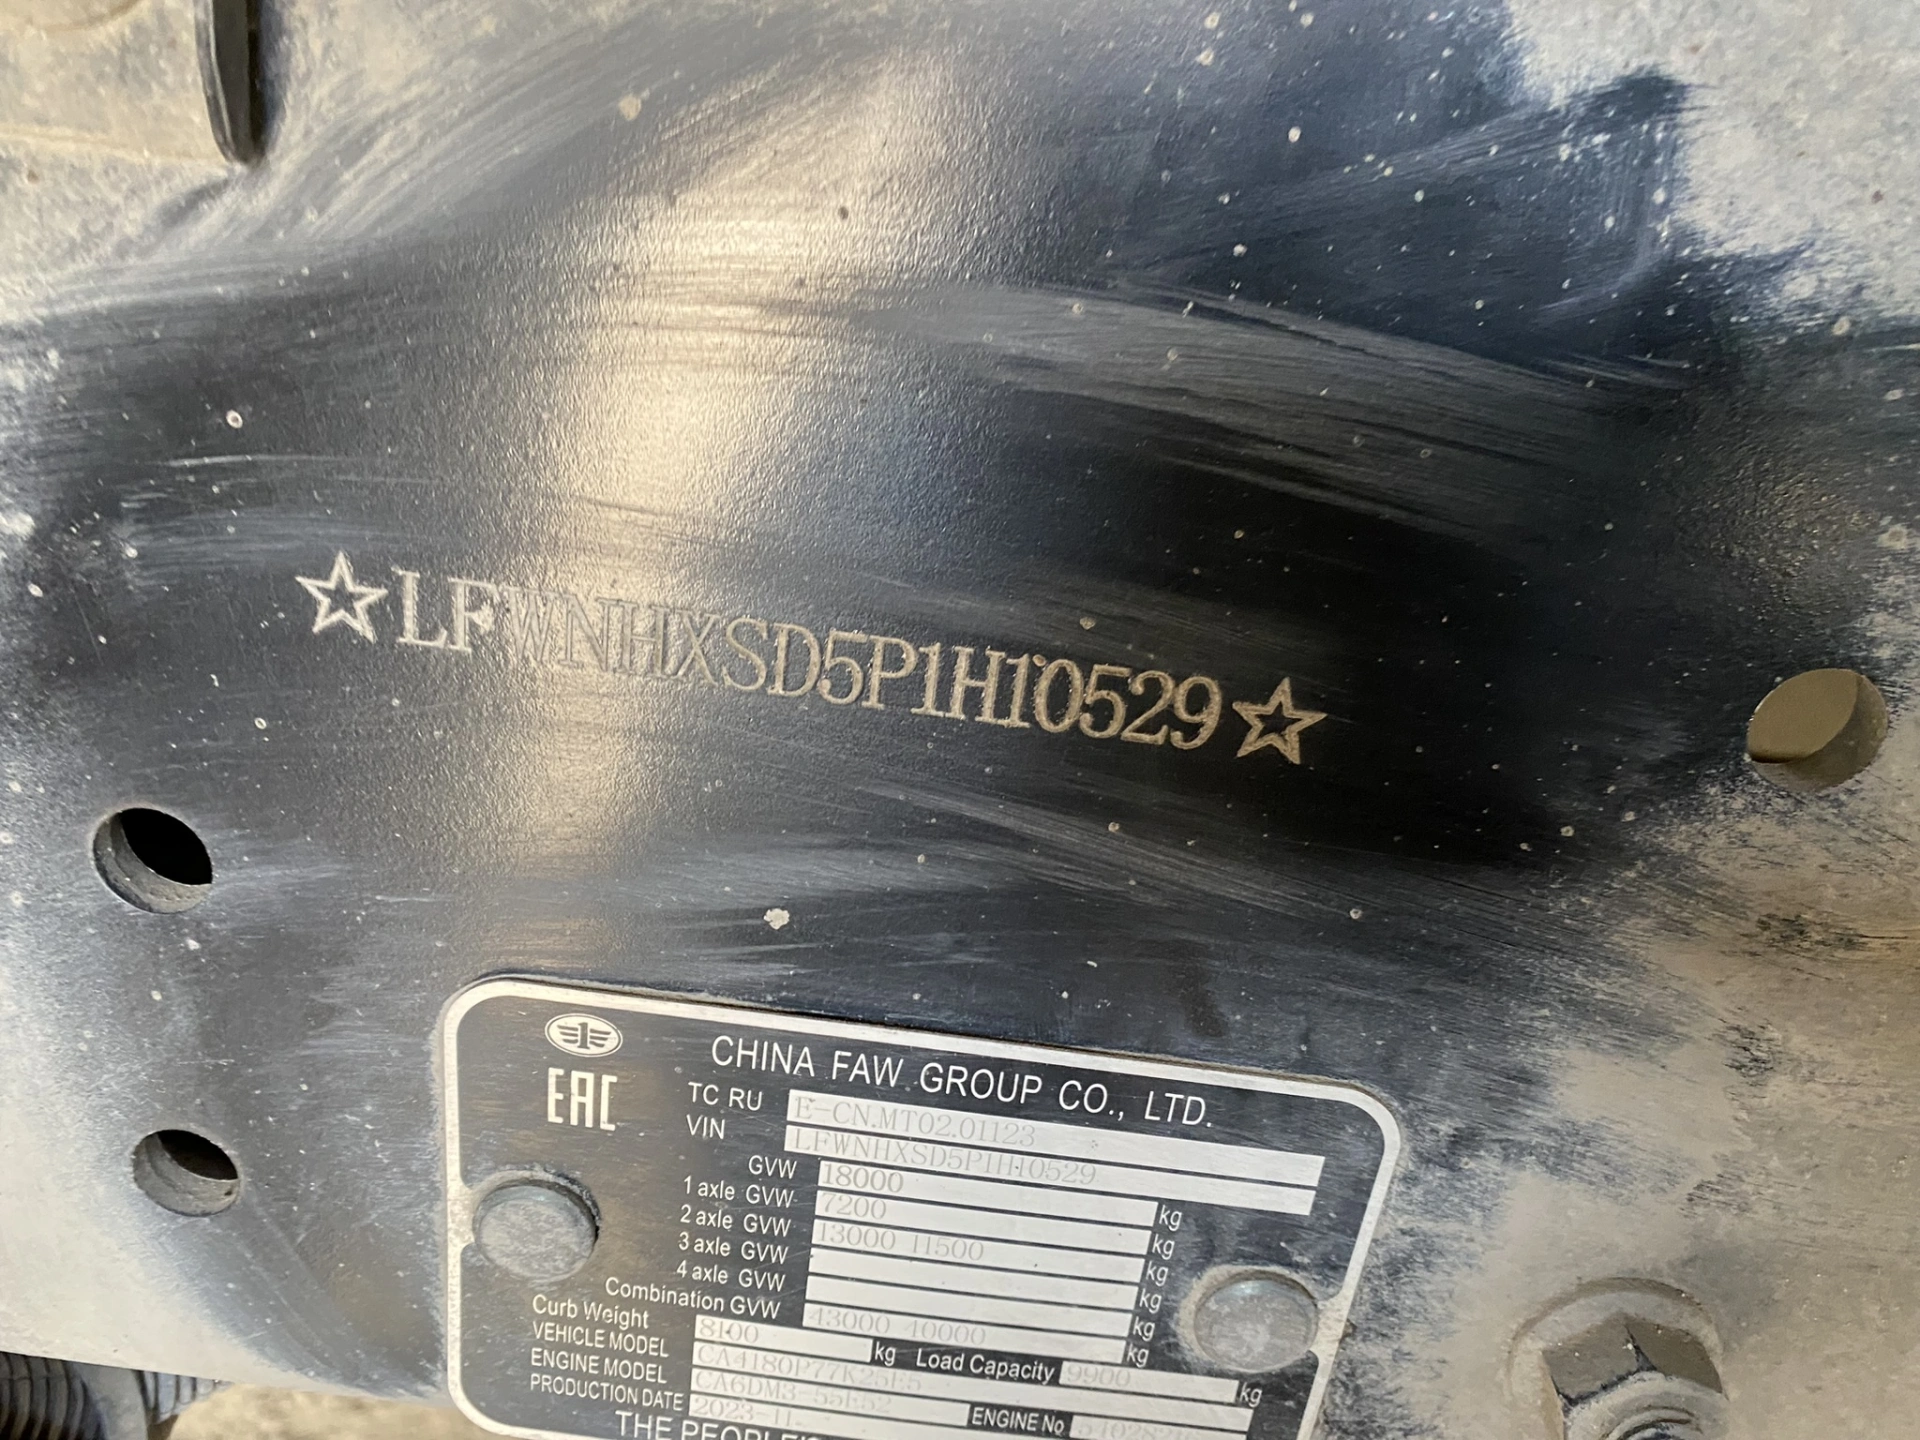 ☆LFWNHXSD5P1H10529☆
CHINA FAW GROUP CO., LTD.
EAC
TC RU E-CN.MT02.01123
VIN LFWNHXSD5P1H10529
GVW 18000 kg
1 axle GVW 7200 kg
2 axle GVW 13000 11500 kg
3 axle GVW kg
4 axle GVW kg
Combination GVW 43000 40000 kg
Curb Weight 8100 kg Load Capacity 9900 kg
VEHICLE MODEL CA4180P77K25E5
ENGINE MODEL CA6DM3-55E52
PRODUCTION DATE 2023-11 ENGINE No
THE